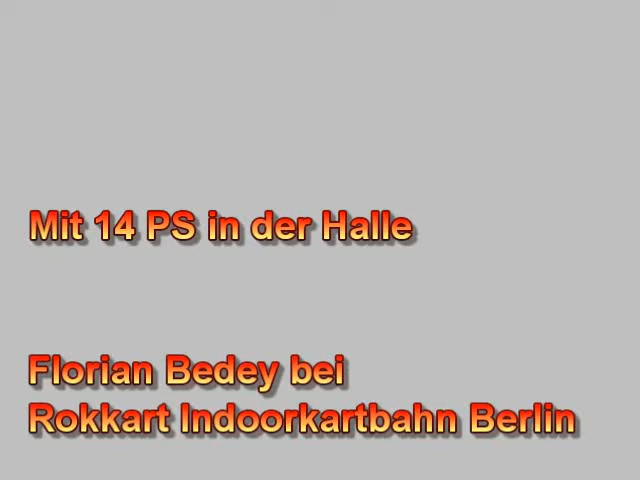 Mit 14 PS in der Halle
Florian Bedey bei
Rokkart Indoorkartbahn Berlin